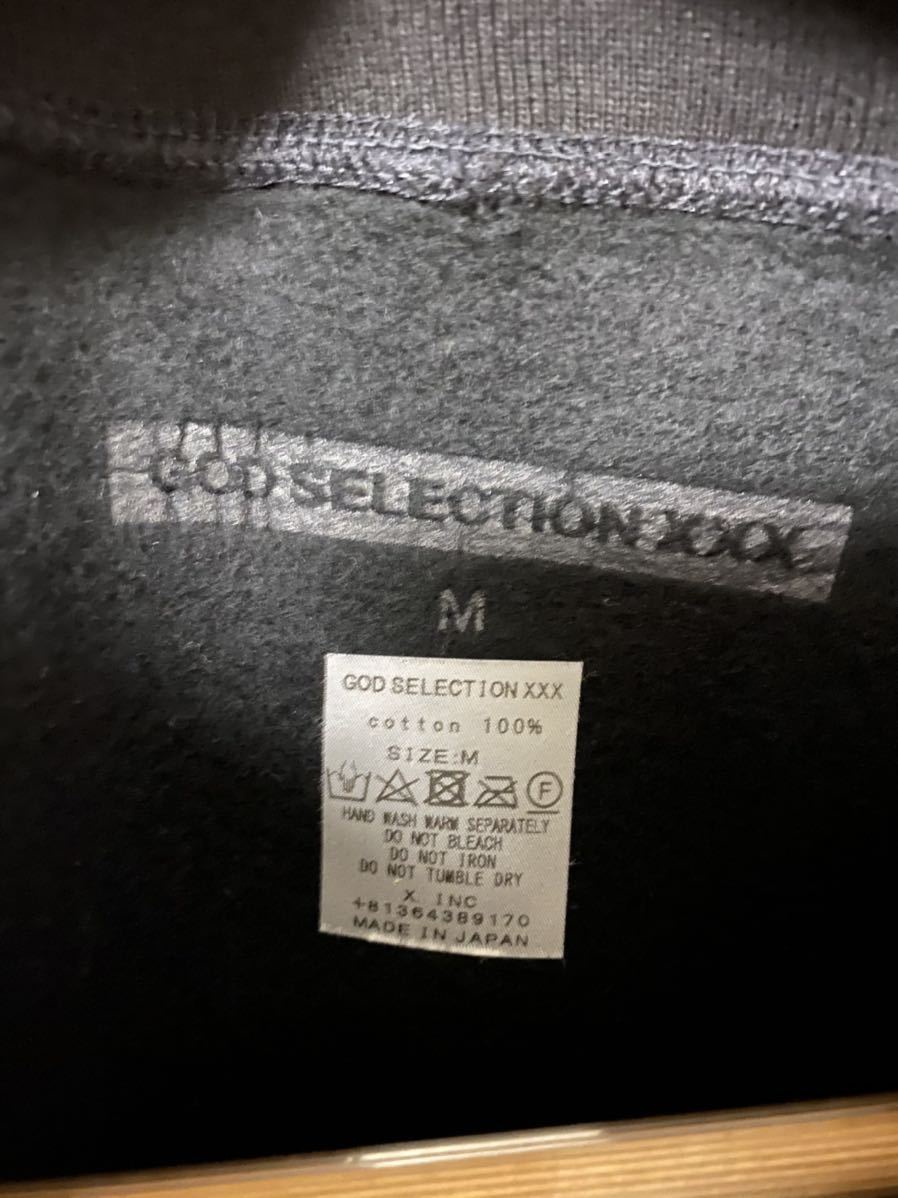 GOD SELECTION XXX
M
GOD SELECTION XXX
cotton 100%
SIZE:M
F
HAND WASH WARM SEPARATELY
DO NOT BLEACH
DO NOT IRON
DO NOT TUMBLE DRY
X. INC
+81364389170
MADE IN JAPAN